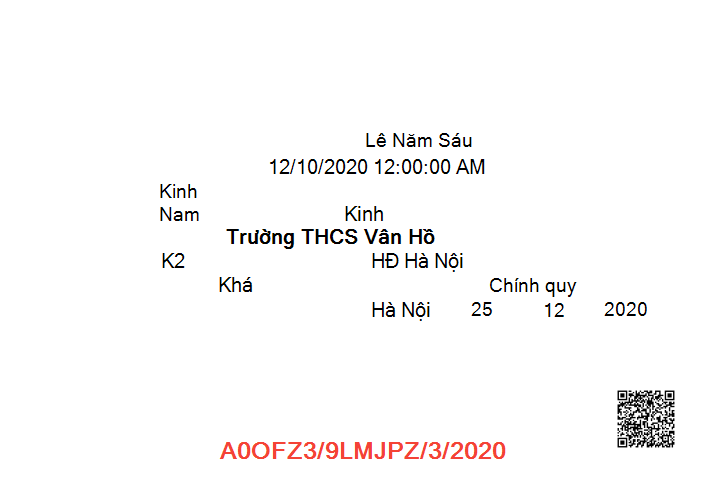 Lê Năm Sáu
12/10/2020 12:00:00 AM
Kinh
Nam Kinh
Trường THCS Vân Hồ
K2 HĐ Hà Nội
Khá Chính quy
Hà Nội 25 12 2020
A0OFZ3/9LMJPZ/3/2020